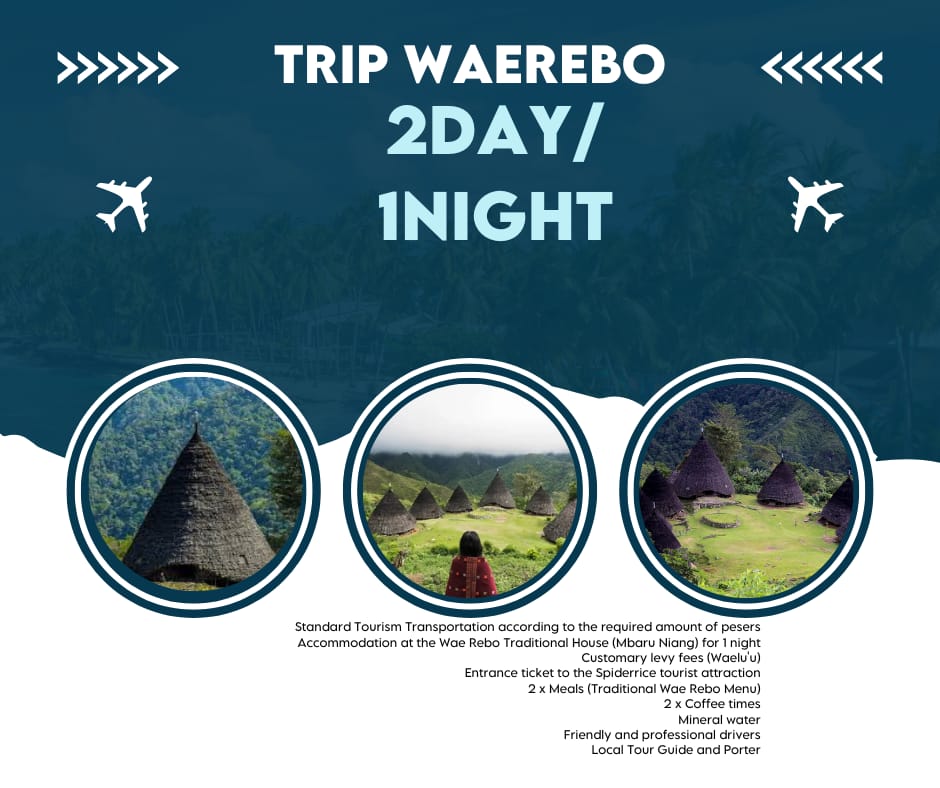 TRIP WAEREBO
2DAY/
1NIGHT
Standard Tourism Transportation according to the required amount of pesers
Accommodation at the Wae Rebo Traditional House (Mbaru Niang) for 1 night
Customary levy fees (Waelu'u)
Entrance ticket to the Spiderrice tourist attraction
2 x Meals (Traditional Wae Rebo Menu)
2 x Coffee times
Mineral water
Friendly and professional drivers
Local Tour Guide and Porter